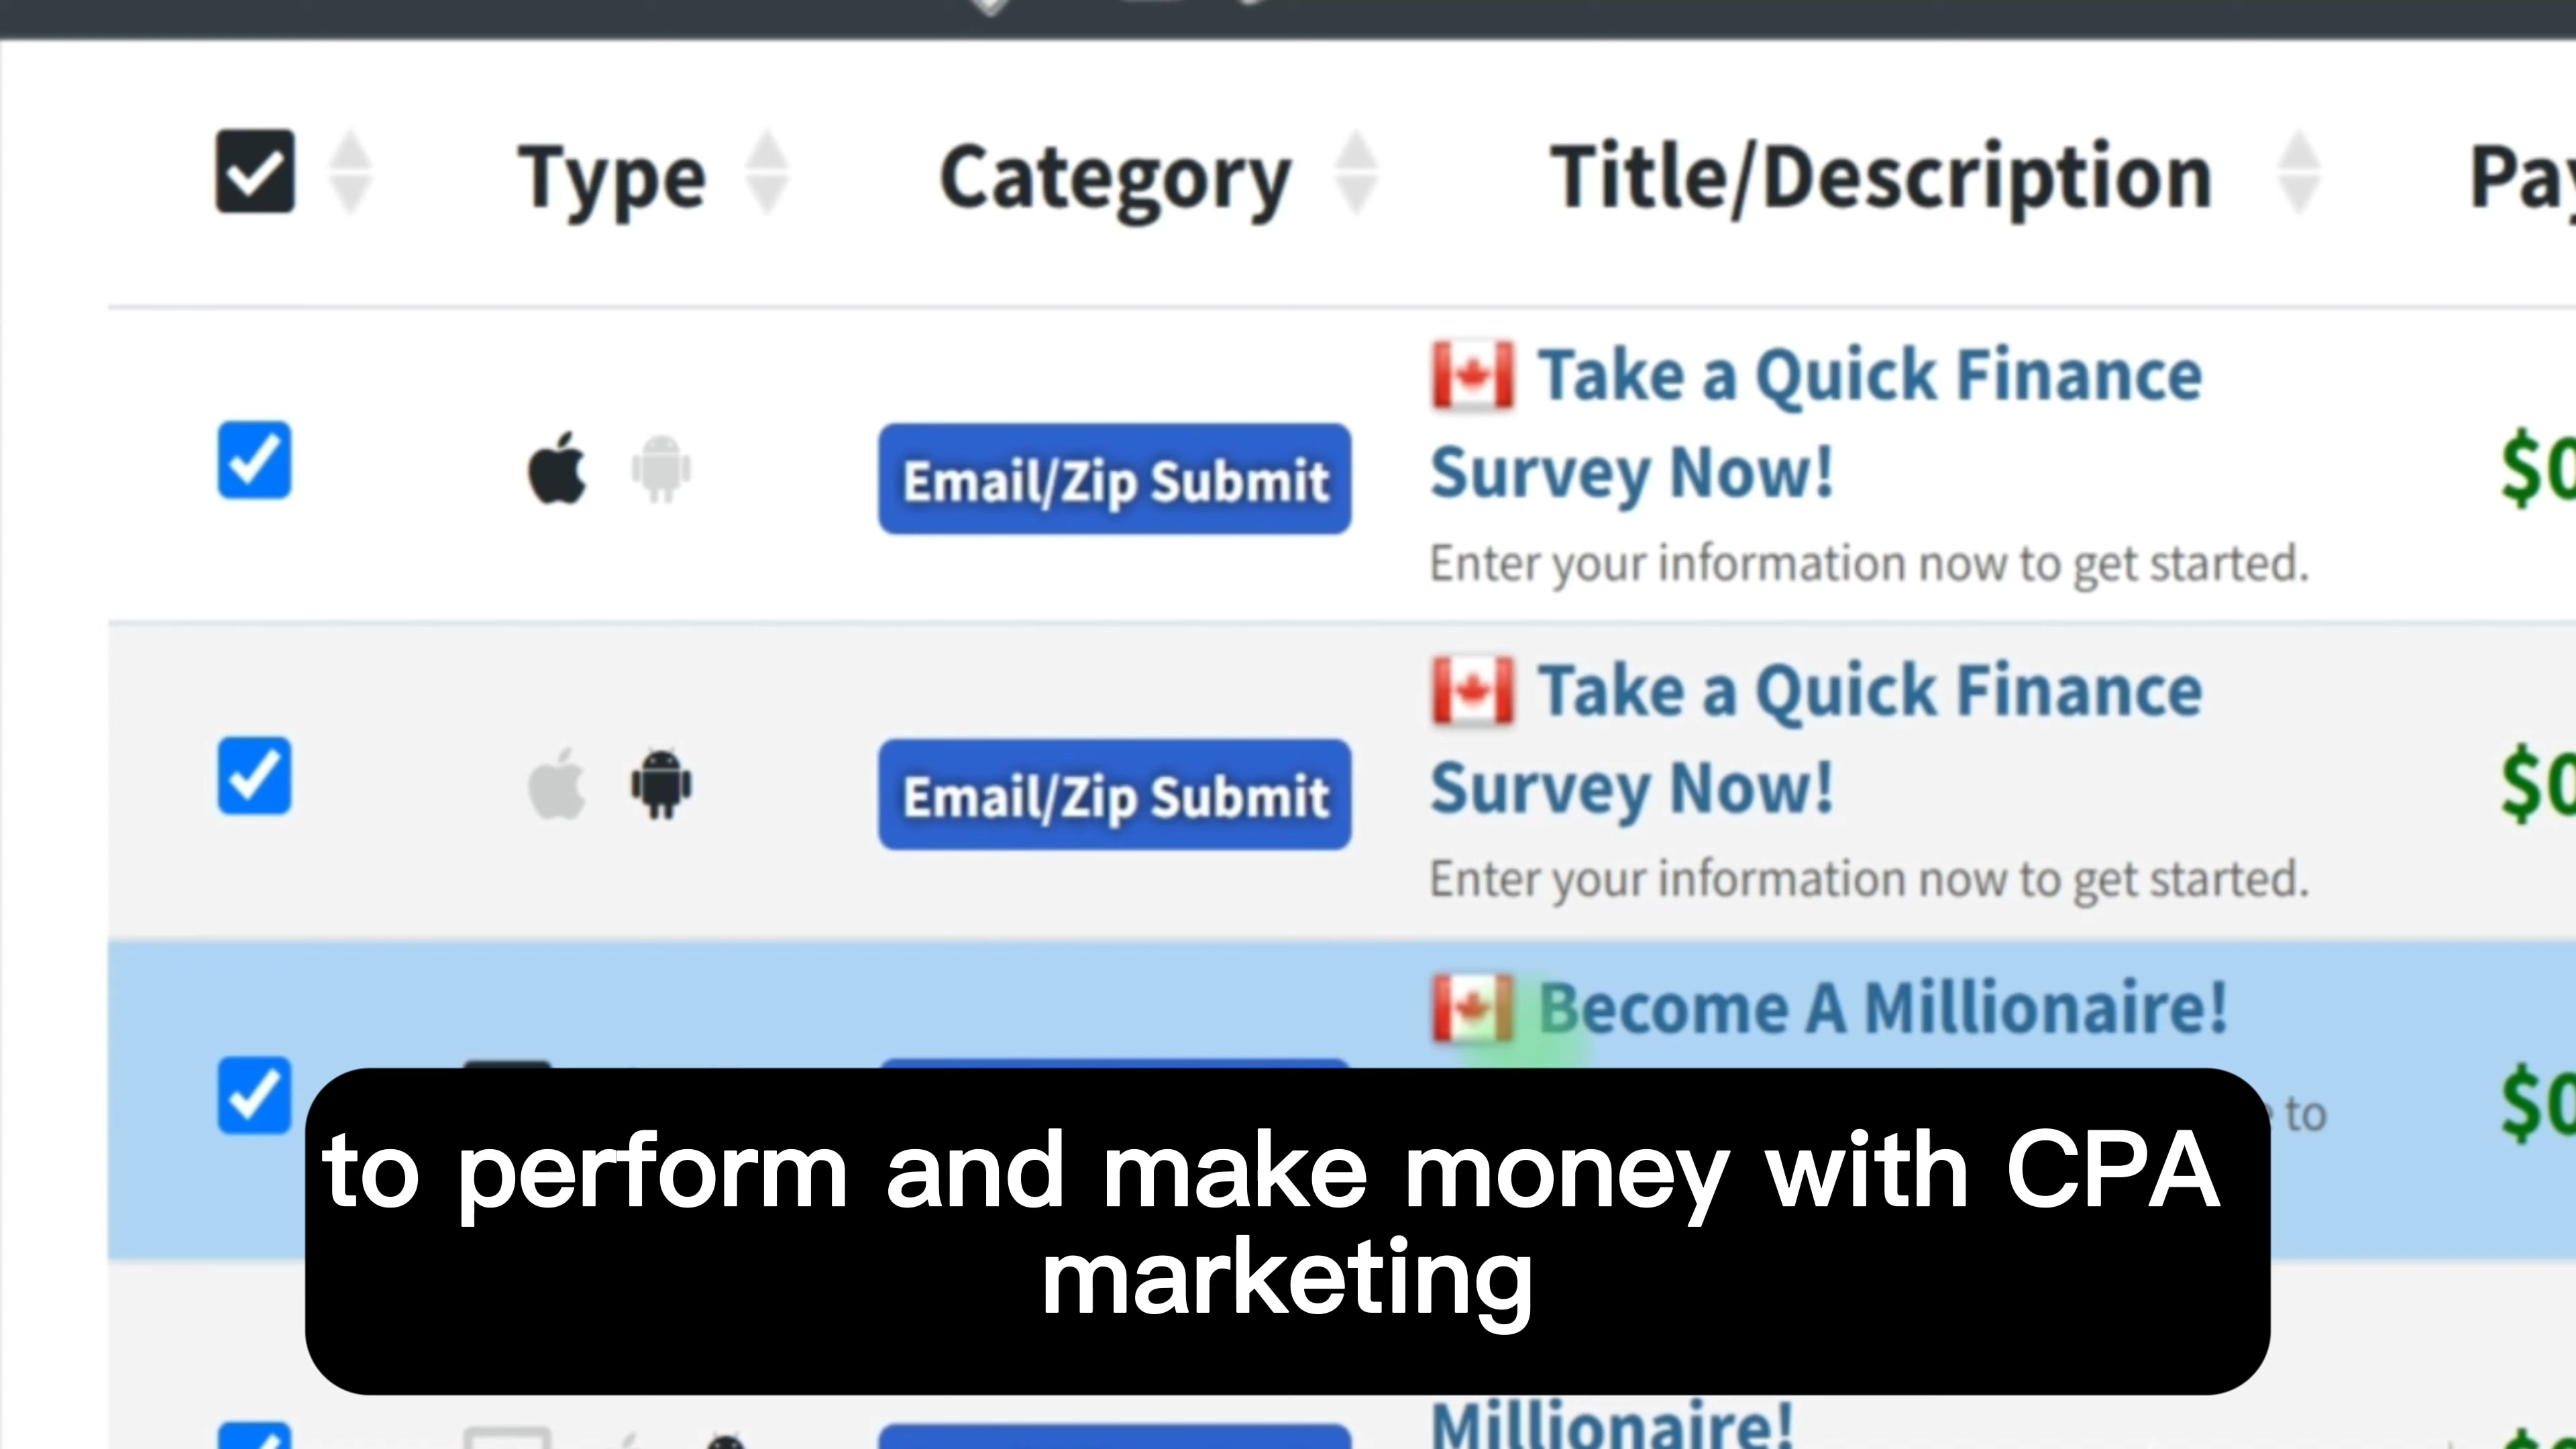 Type Category Title/Description
Take a Quick Finance
Survey Now!
Email/Zip Submit
$0
Enter your information now to get started.
Take a Quick Finance
Survey Now!
Email/Zip Submit
$0
Enter your information now to get started.
Become A Millionaire!
to
$0
to perform and make money with CPA
marketing
Millionaire!